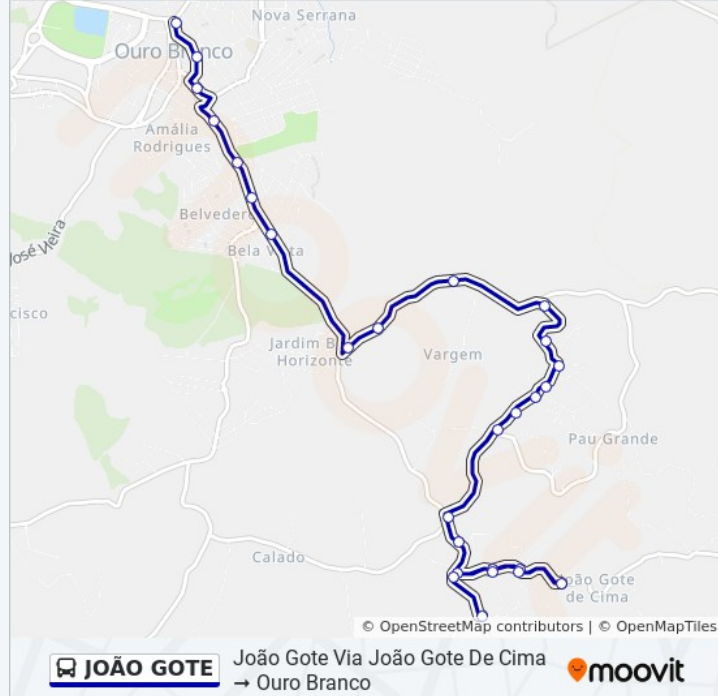 Nova Serrana
Ouro Branco
Amália
Rodrigues
Belvedere
José Vieira
Bela Vista
cisco
Jardim B
Horizonte
Vargem
Pau Grande
Calado
João Gote
de Cima
© OpenStreetMap contributors | © OpenMapTiles
JOÃO GOTE
João Gote Via João Gote De Cima
→ Ouro Branco
moovit